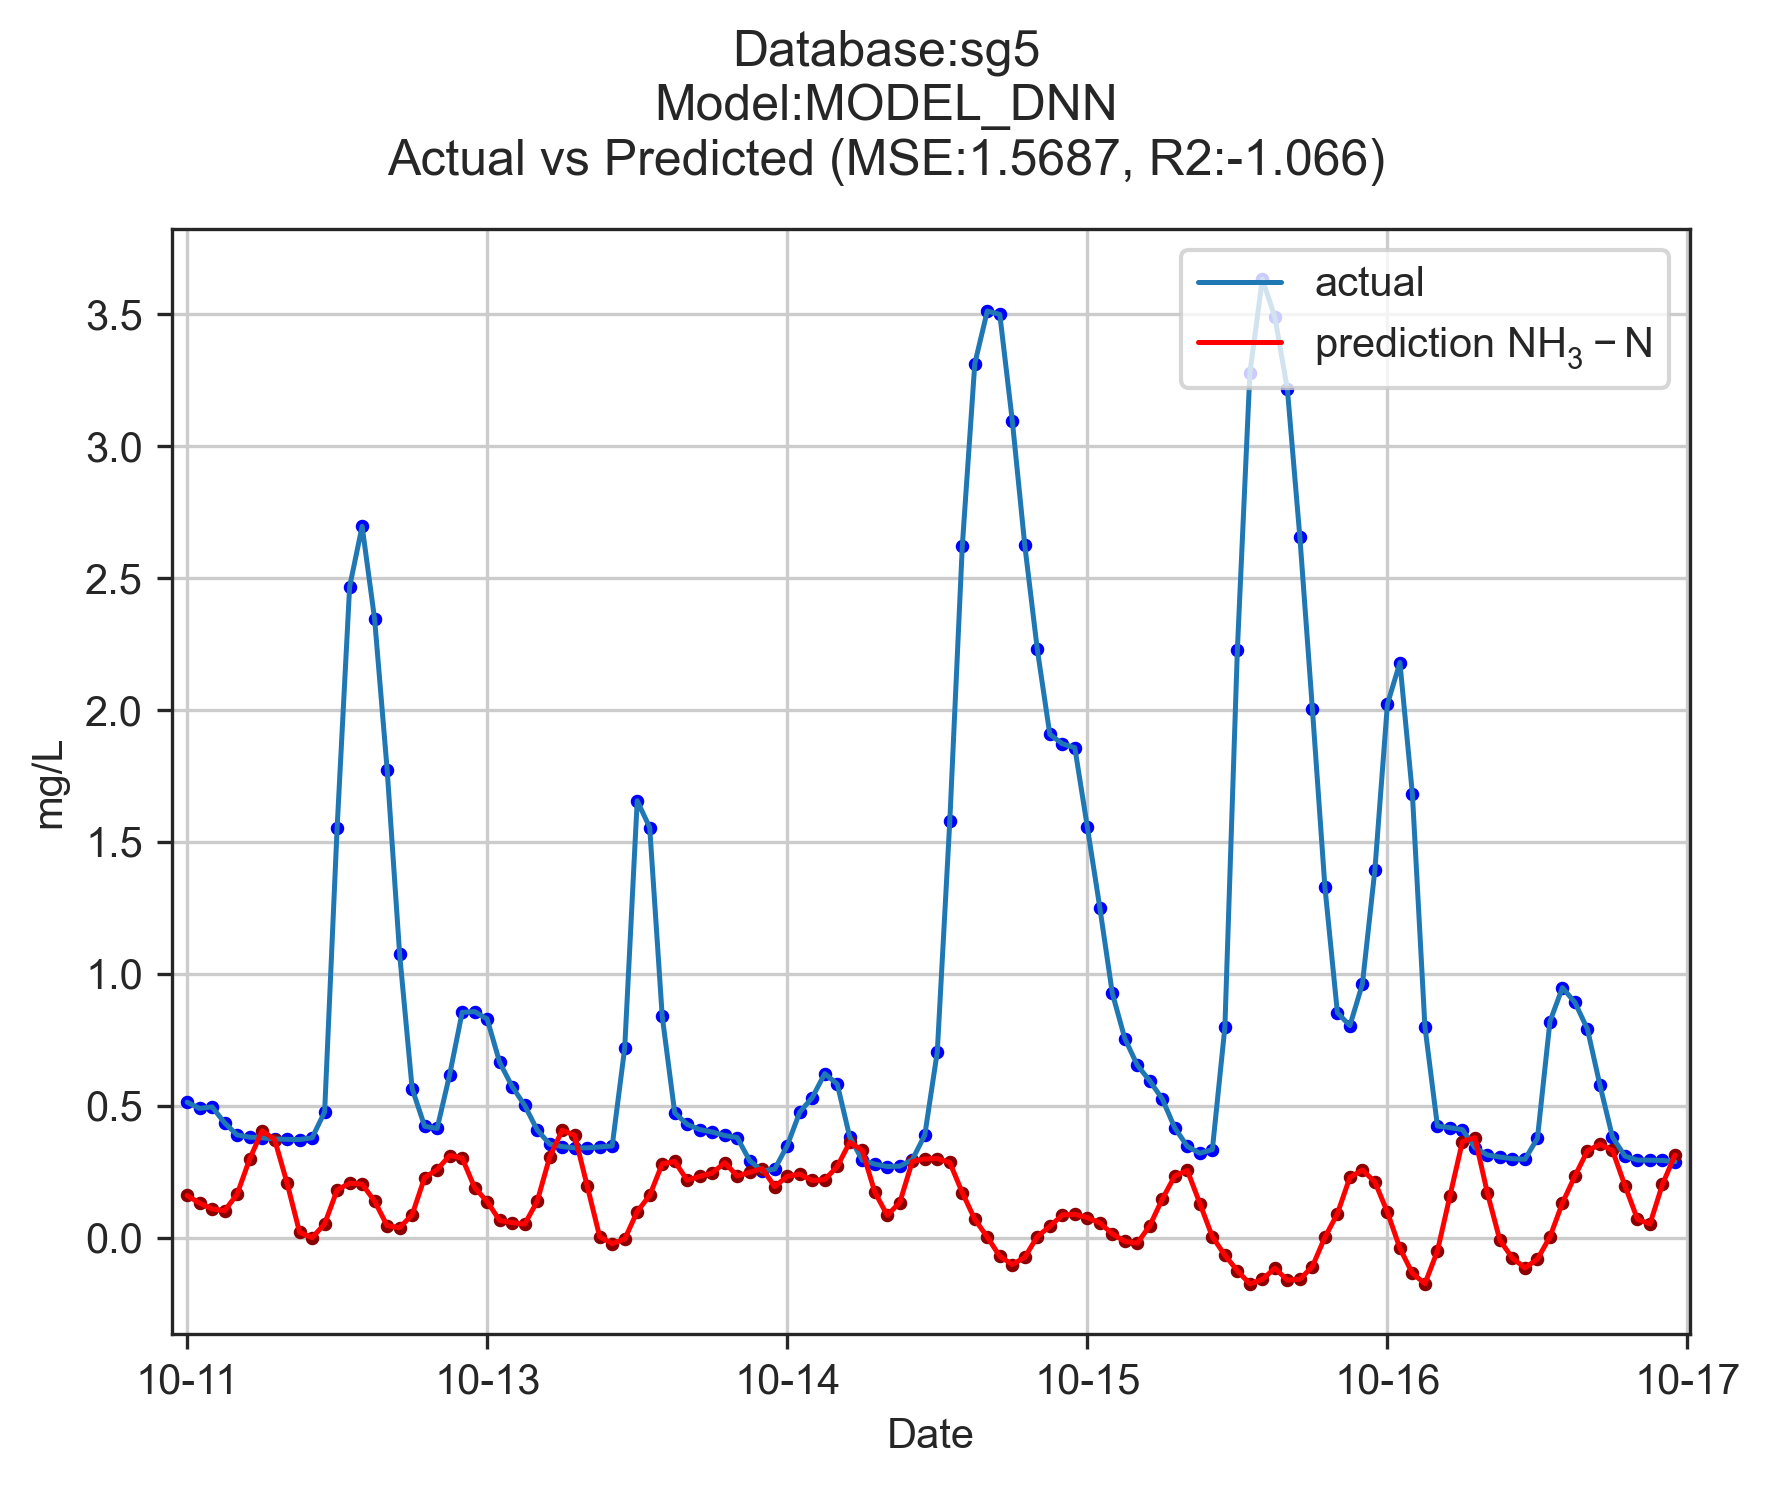 Database:sg5
Model:MODEL_DNN
Actual vs Predicted (MSE:1.5687, R2:-1.066)
actual
prediction NH₃ − N
3.5
3.0
2.5
2.0
1.5
1.0
0.5
0.0
mg/L
10-11 10-13 10-14 10-15 10-16 10-17
Date